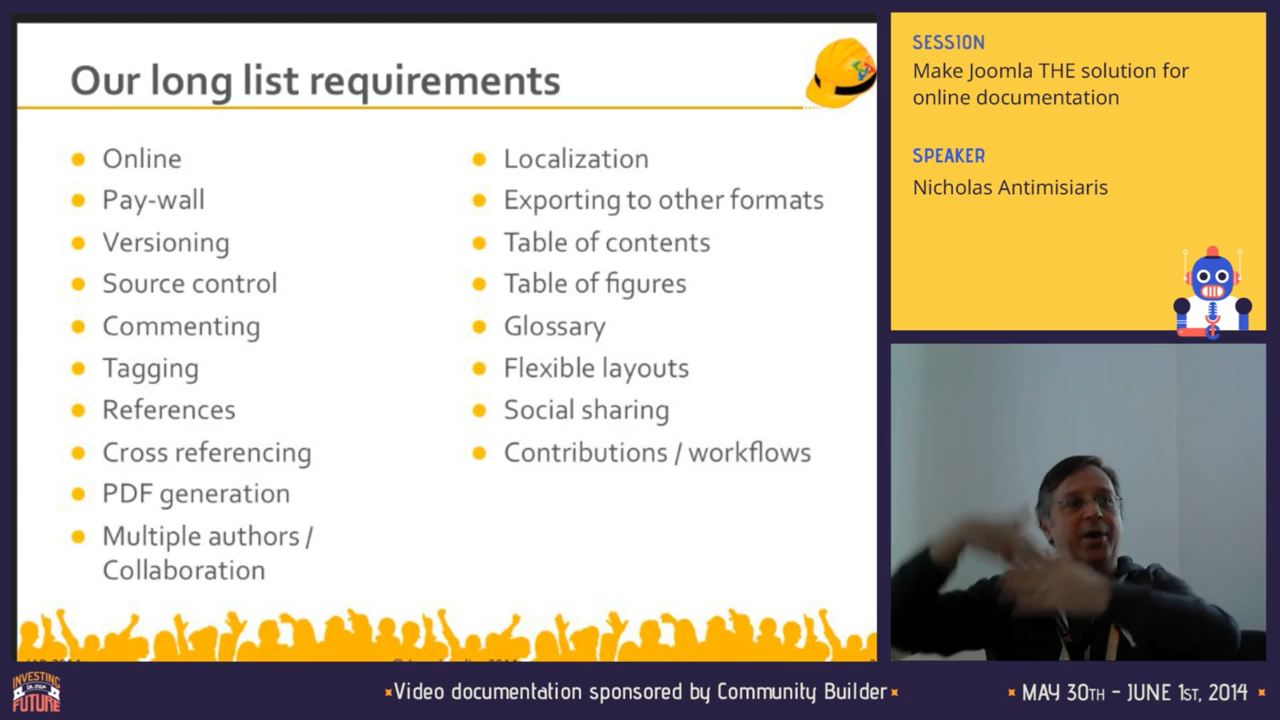 Our long list requirements
Online
Pay-wall
Versioning
Source control
Commenting
Tagging
References
Cross referencing
PDF generation
Multiple authors /
Collaboration
Localization
Exporting to other formats
Table of contents
Table of figures
Glossary
Flexible layouts
Social sharing
Contributions / workflows
SESSION
Make Joomla THE solution for
online documentation
SPEAKER
Nicholas Antimisiaris
INVESTING
IN OUR
FUTURE
Video documentation sponsored by Community Builder
MAY 30TH - JUNE 1ST, 2014